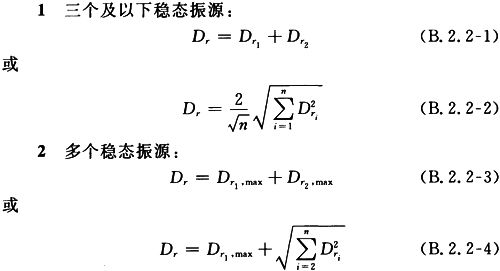 1 三个及以下稳态振源：
D_r = D_{r_1} + D_{r_2} (B.2.2-1)
或
D_r = \frac{2}{\sqrt{n}} \sqrt{\sum_{i=1}^{n} D_{r_i}^2} (B.2.2-2)
2 多个稳态振源：
D_r = D_{r_1,max} + D_{r_2,max} (B.2.2-3)
或
D_r = D_{r_1,max} + \sqrt{\sum_{i=2}^{n} D_{r_i}^2} (B.2.2-4)